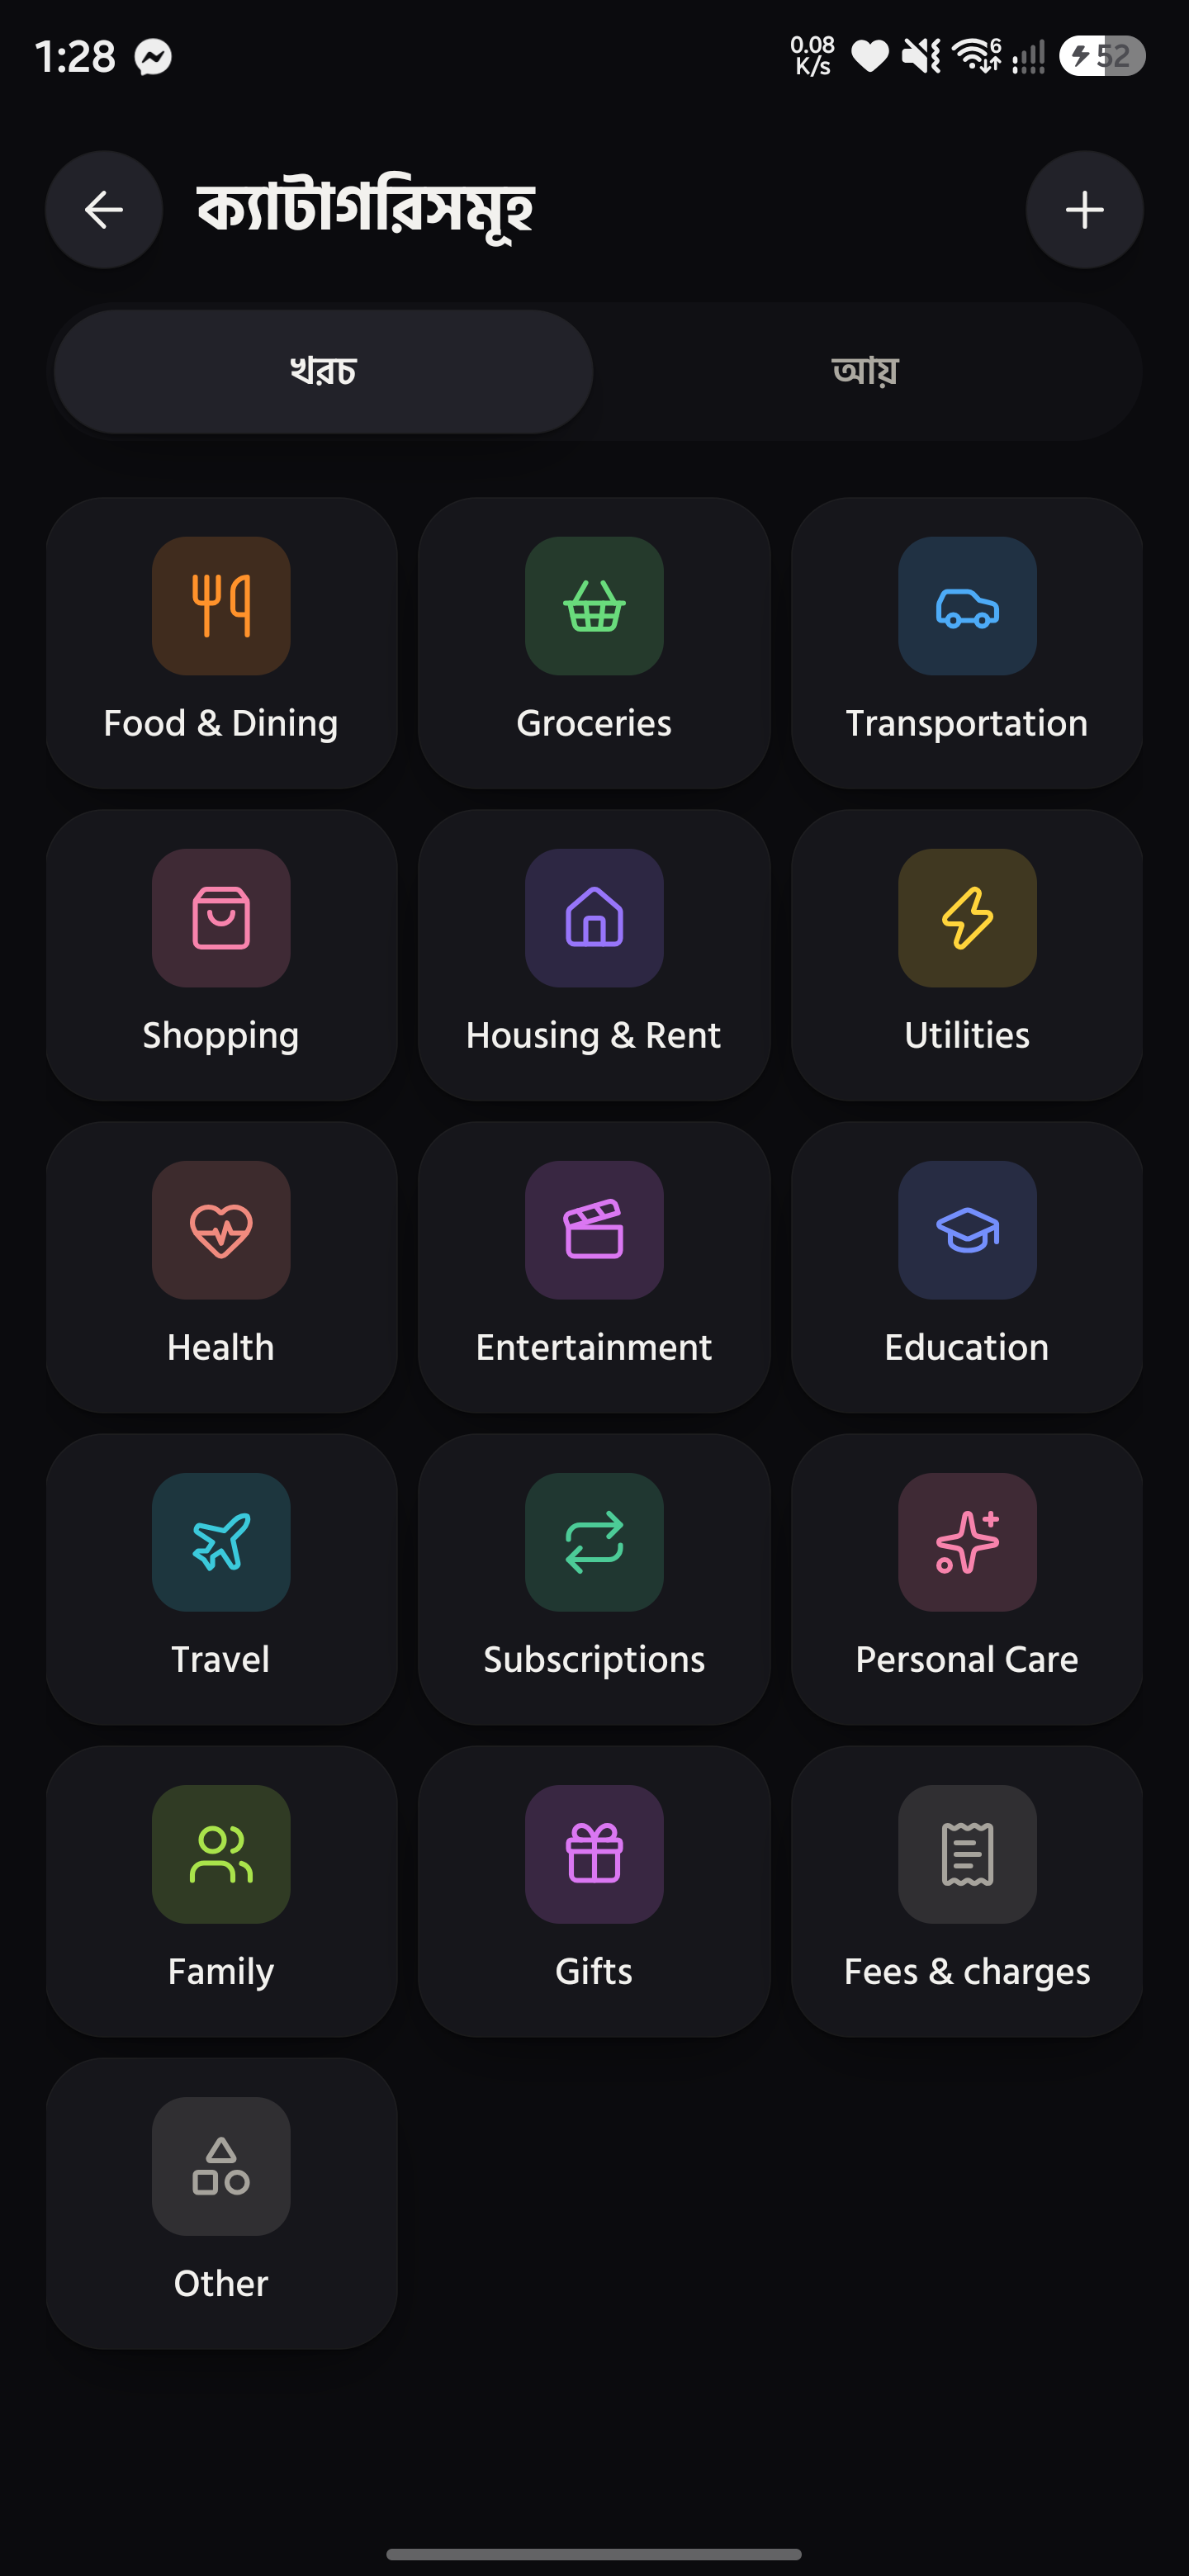 1:28
0.08
K/s
6
52
ক্যাটাগরিসমূহ
খরচ আয়
Food & Dining Groceries Transportation
Shopping Housing & Rent Utilities
Health Entertainment Education
Travel Subscriptions Personal Care
Family Gifts Fees & charges
Other